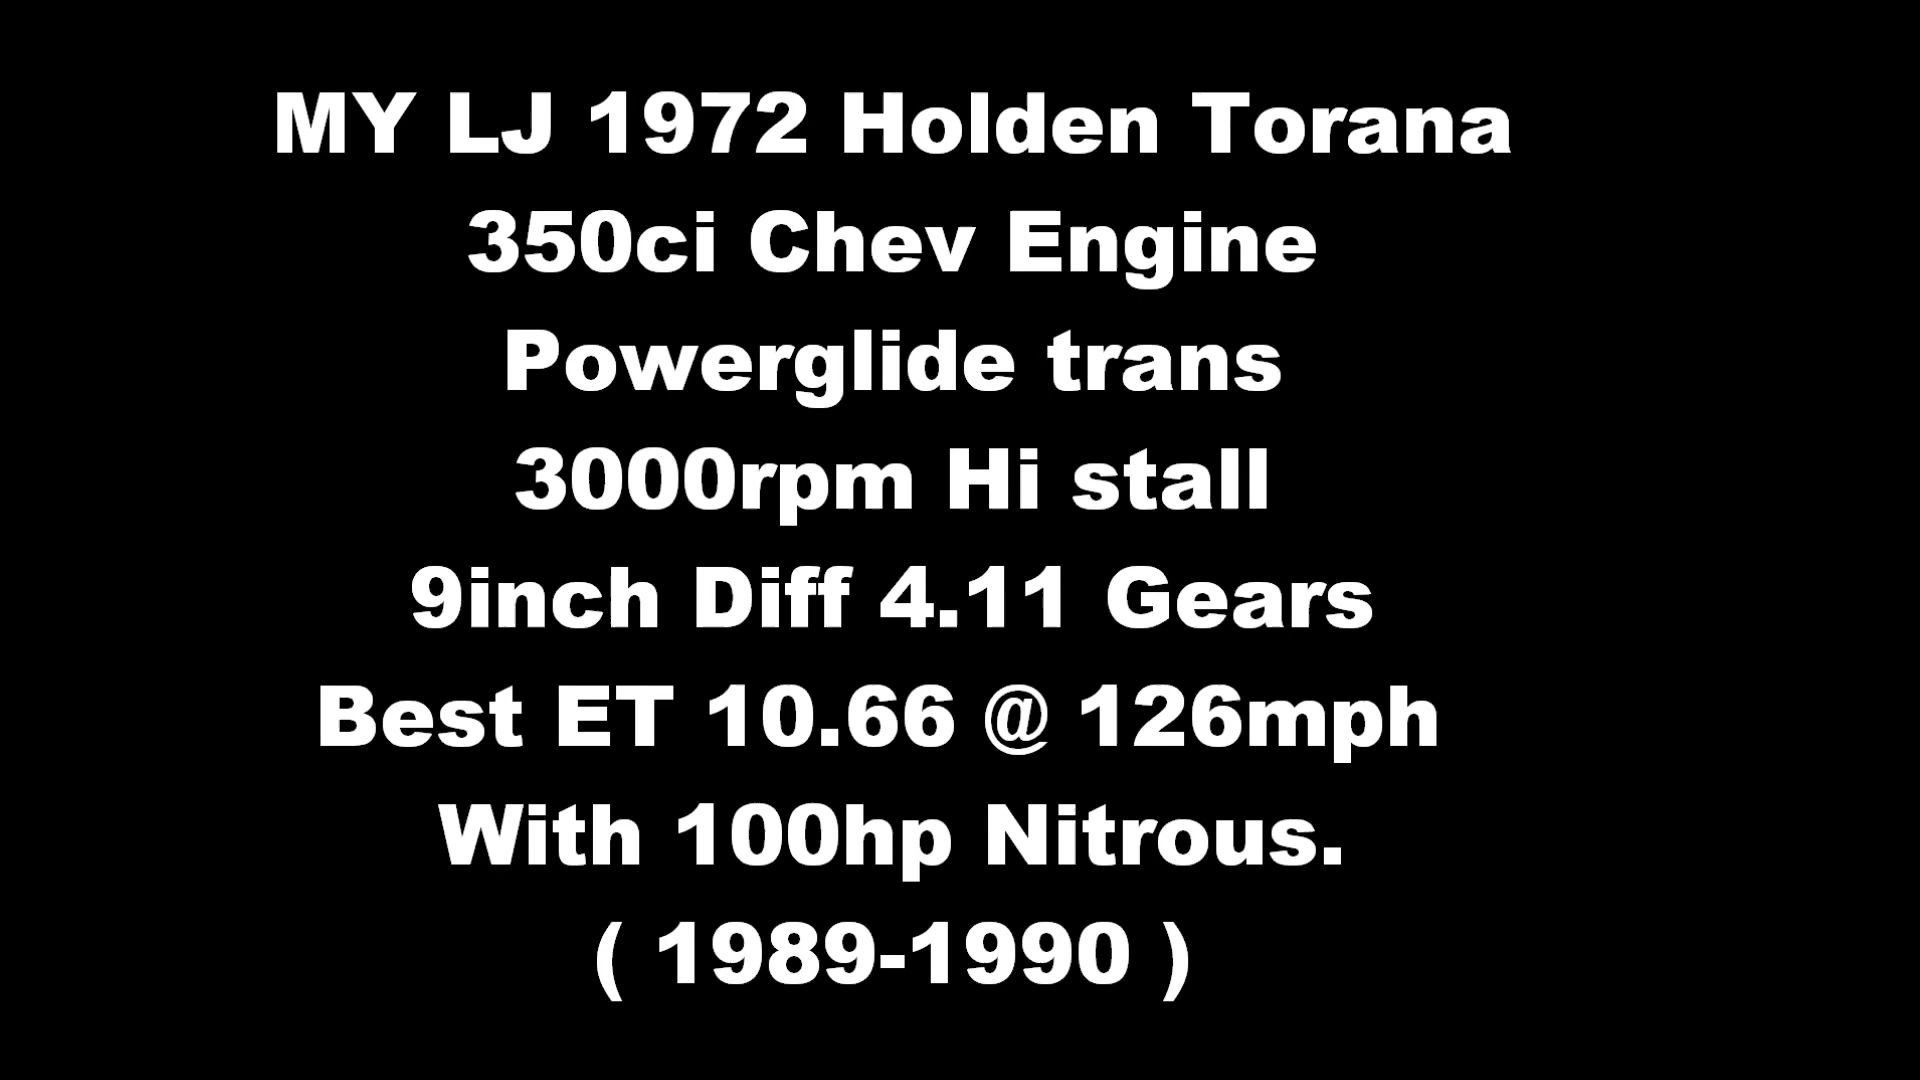 MY LJ 1972 Holden Torana
350ci Chev Engine
Powerglide trans
3000rpm Hi stall
9inch Diff 4.11 Gears
Best ET 10.66 @ 126mph
With 100hp Nitrous.
( 1989-1990 )